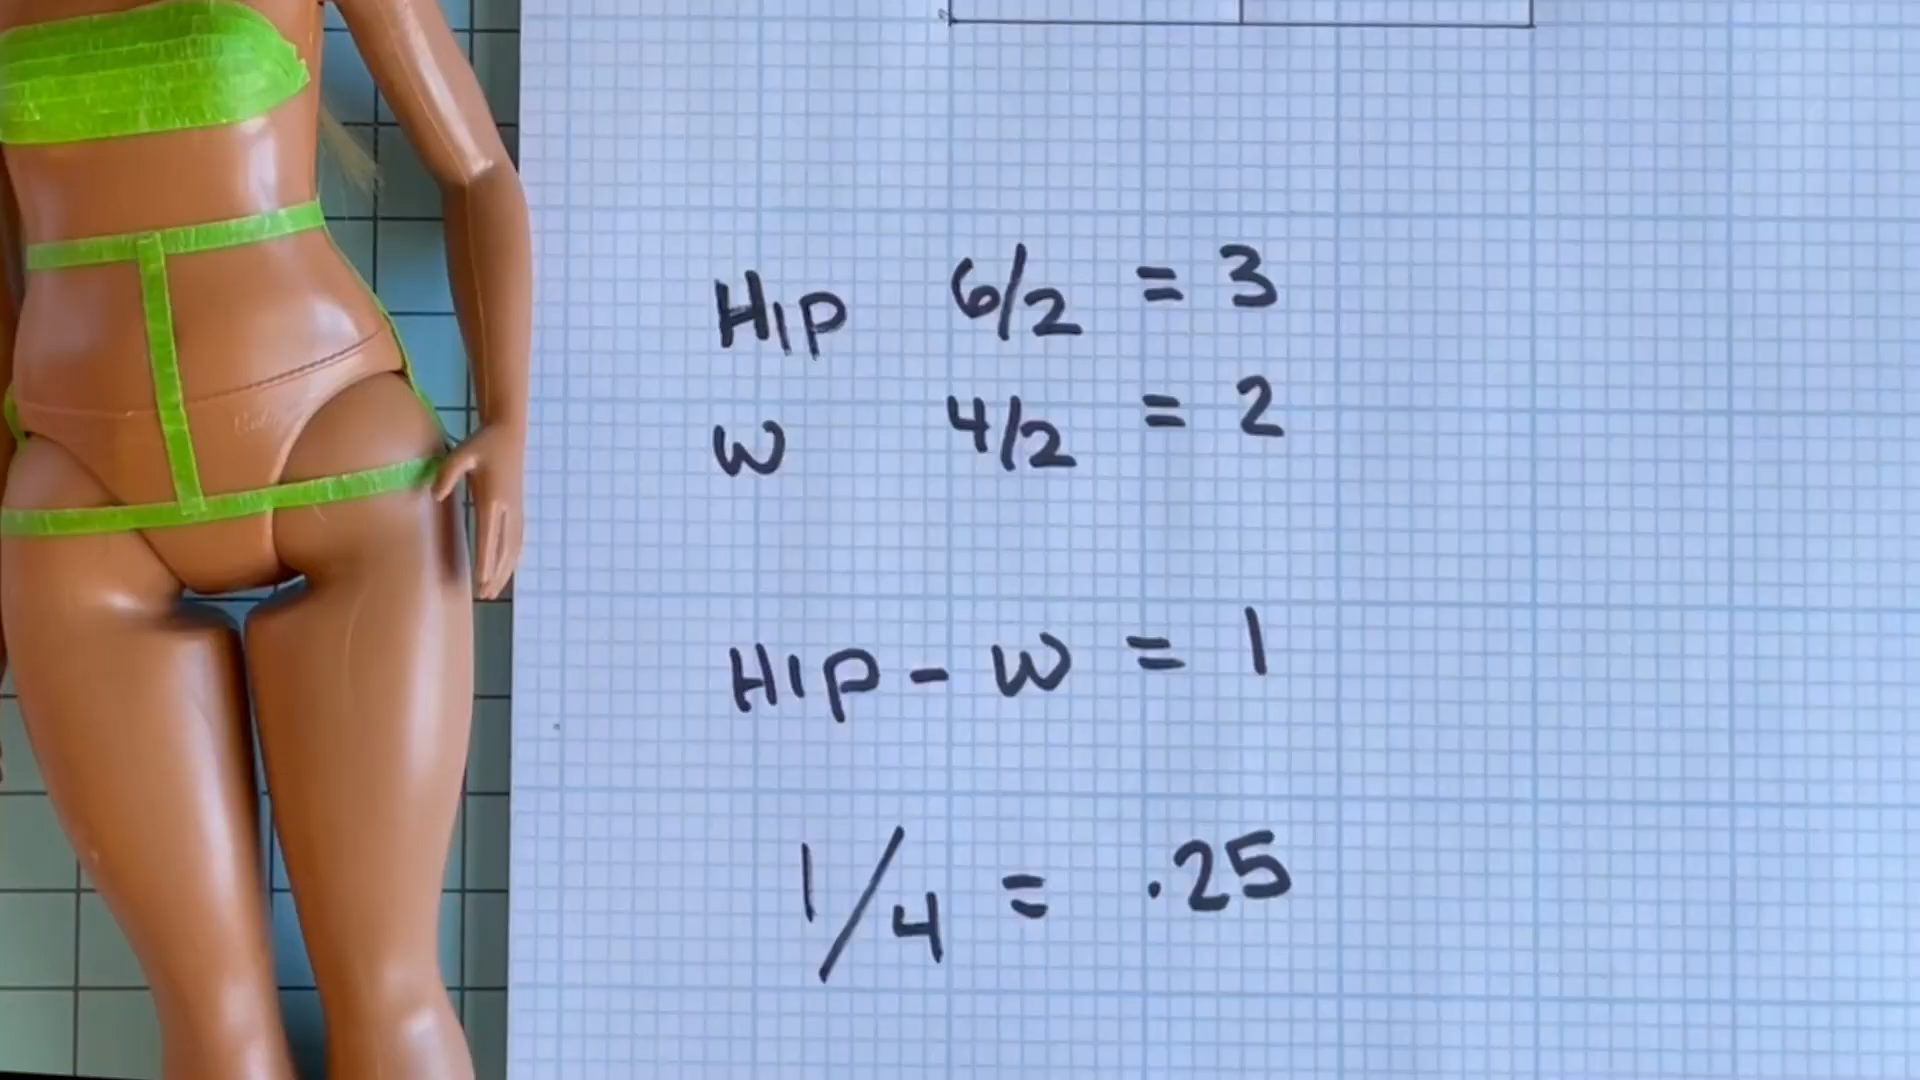 HIP 6/2 = 3
W 4/2 = 2
HIP - W = 1
1/4 = .25